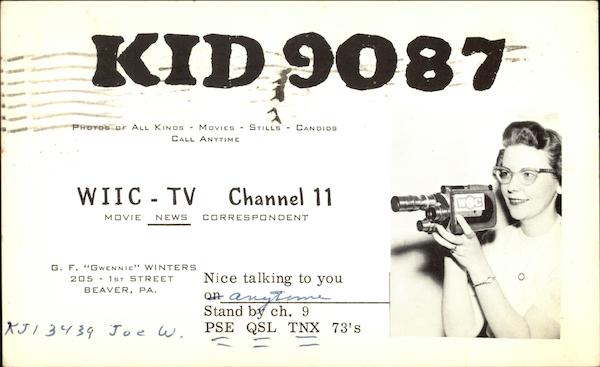 KID 9087
Photos of All Kinds - Movies - Stills - Candids
Call Anytime
WIIC - TV Channel 11
MOVIE NEWS CORRESPONDENT
WIIC
G. F. "Gwennie" WINTERS
205 - 1st STREET
BEAVER, PA.
Nice talking to you
on anytime
Stand by ch. 9
PSE QSL TNX 73's
KJI 3439 Joe W.